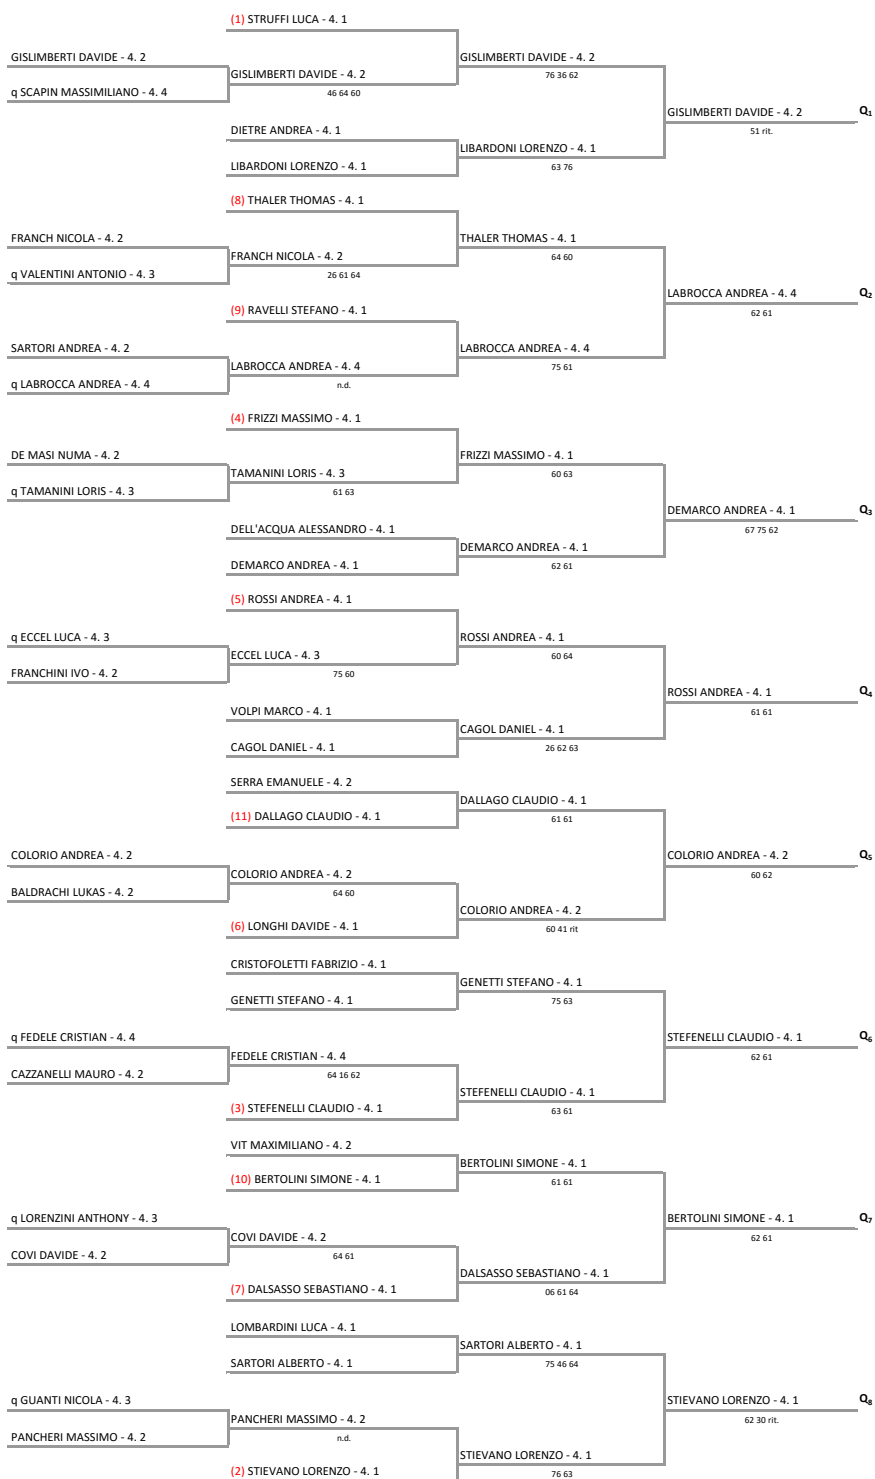 (1) STRUFFI LUCA - 4. 1
GISLIMBERTI DAVIDE - 4. 2
GISLIMBERTI DAVIDE - 4. 2
GISLIMBERTI DAVIDE - 4. 2
76 36 62
q SCAPIN MASSIMILIANO - 4. 4
46 64 60
GISLIMBERTI DAVIDE - 4. 2
Q1
51 rit.
DIETRE ANDREA - 4. 1
LIBARDONI LORENZO - 4. 1
LIBARDONI LORENZO - 4. 1
63 76
(8) THALER THOMAS - 4. 1
FRANCH NICOLA - 4. 2
THALER THOMAS - 4. 1
64 60
FRANCH NICOLA - 4. 2
q VALENTINI ANTONIO - 4. 3
26 61 64
LABROCCA ANDREA - 4. 4
Q2
62 61
(9) RAVELLI STEFANO - 4. 1
SARTORI ANDREA - 4. 2
LABROCCA ANDREA - 4. 4
75 61
LABROCCA ANDREA - 4. 4
q LABROCCA ANDREA - 4. 4
n.d.
(4) FRIZZI MASSIMO - 4. 1
DE MASI NUMA - 4. 2
FRIZZI MASSIMO - 4. 1
60 63
TAMANINI LORIS - 4. 3
q TAMANINI LORIS - 4. 3
61 63
DEMARCO ANDREA - 4. 1
Q3
67 75 62
DELL'ACQUA ALESSANDRO - 4. 1
DEMARCO ANDREA - 4. 1
DEMARCO ANDREA - 4. 1
62 61
(5) ROSSI ANDREA - 4. 1
q ECCEL LUCA - 4. 3
ROSSI ANDREA - 4. 1
60 64
ECCEL LUCA - 4. 3
FRANCHINI IVO - 4. 2
75 60
ROSSI ANDREA - 4. 1
Q4
61 61
VOLPI MARCO - 4. 1
CAGOL DANIEL - 4. 1
CAGOL DANIEL - 4. 1
26 62 63
SERRA EMANUELE - 4. 2
DALLAGO CLAUDIO - 4. 1
61 61
(11) DALLAGO CLAUDIO - 4. 1
COLORIO ANDREA - 4. 2
COLORIO ANDREA - 4. 2
Q5
60 62
COLORIO ANDREA - 4. 2
BALDRACHI LUKAS - 4. 2
64 60
COLORIO ANDREA - 4. 2
60 41 rit
(6) LONGHI DAVIDE - 4. 1
CRISTOFOLETTI FABRIZIO - 4. 1
GENETTI STEFANO - 4. 1
75 63
GENETTI STEFANO - 4. 1
q FEDELE CRISTIAN - 4. 4
STEFENELLI CLAUDIO - 4. 1
Q6
62 61
FEDELE CRISTIAN - 4. 4
CAZZANELLI MAURO - 4. 2
64 16 62
STEFENELLI CLAUDIO - 4. 1
63 61
(3) STEFENELLI CLAUDIO - 4. 1
VIT MAXIMILIANO - 4. 2
BERTOLINI SIMONE - 4. 1
61 61
(10) BERTOLINI SIMONE - 4. 1
q LORENZINI ANTHONY - 4. 3
BERTOLINI SIMONE - 4. 1
Q7
62 61
COVI DAVIDE - 4. 2
COVI DAVIDE - 4. 2
64 61
DALSASSO SEBASTIANO - 4. 1
06 61 64
(7) DALSASSO SEBASTIANO - 4. 1
LOMBARDINI LUCA - 4. 1
SARTORI ALBERTO - 4. 1
75 46 64
SARTORI ALBERTO - 4. 1
q GUANTI NICOLA - 4. 3
STIEVANO LORENZO - 4. 1
Q8
62 30 rit.
PANCHERI MASSIMO - 4. 2
PANCHERI MASSIMO - 4. 2
n.d.
STIEVANO LORENZO - 4. 1
76 63
(2) STIEVANO LORENZO - 4. 1